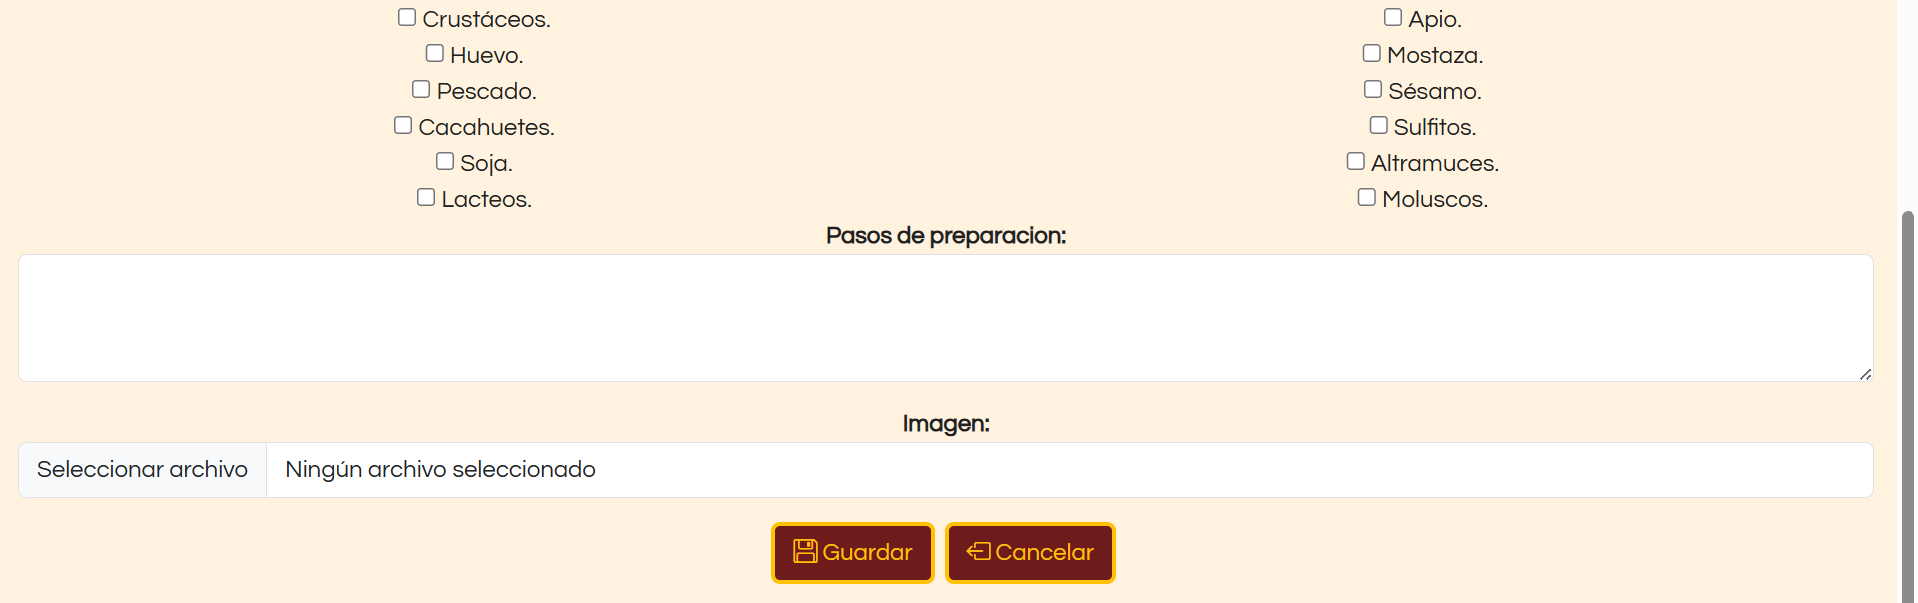 Crustáceos.
Huevo.
Pescado.
Cacahuetes.
Soja.
Lacteos.
Apio.
Mostaza.
Sésamo.
Sulfitos.
Altramuces.
Moluscos.
Pasos de preparacion:
Imagen:
Seleccionar archivo Ningún archivo seleccionado
Guardar Cancelar